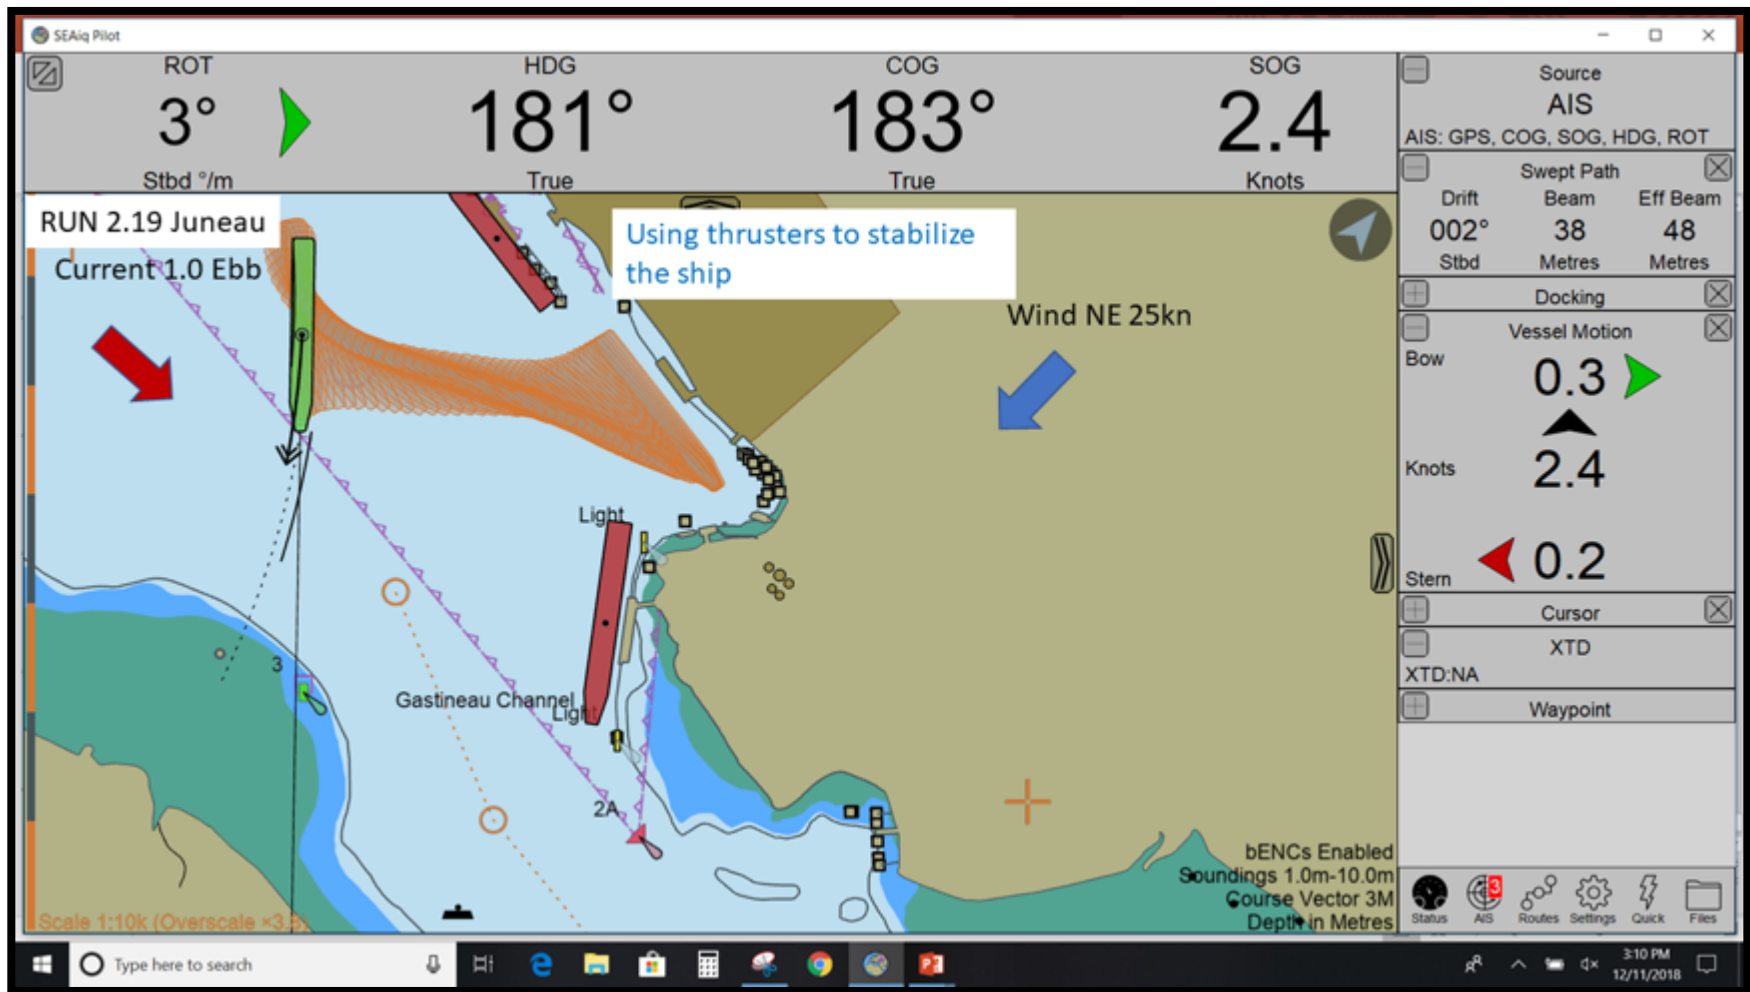 SEAiq Pilot
ROT
HDG
COG
SOG
3°
181°
183°
2.4
Stbd °/m
True
True
Knots
Source
AIS
AIS: GPS, COG, SOG, HDG, ROT
Swept Path
Drift
Beam
Eff Beam
002°
38
48
Stbd
Metres
Metres
Docking
Vessel Motion
Bow
0.3
Knots
2.4
Stern
0.2
Cursor
XTD
XTD:NA
Waypoint
RUN 2.19 Juneau
Current 1.0 Ebb
Using thrusters to stabilize
the ship
Wind NE 25kn
Light
3
Gastineau Channel
Light
2A
bENCs Enabled
Soundings 1.0m-10.0m
Course Vector 3M
Depth in Metres
Scale 1:10k (Overscale ×3.8)
3
Status
AIS
Routes
Settings
Quick
Files
Type here to search
3:10 PM
12/11/2018